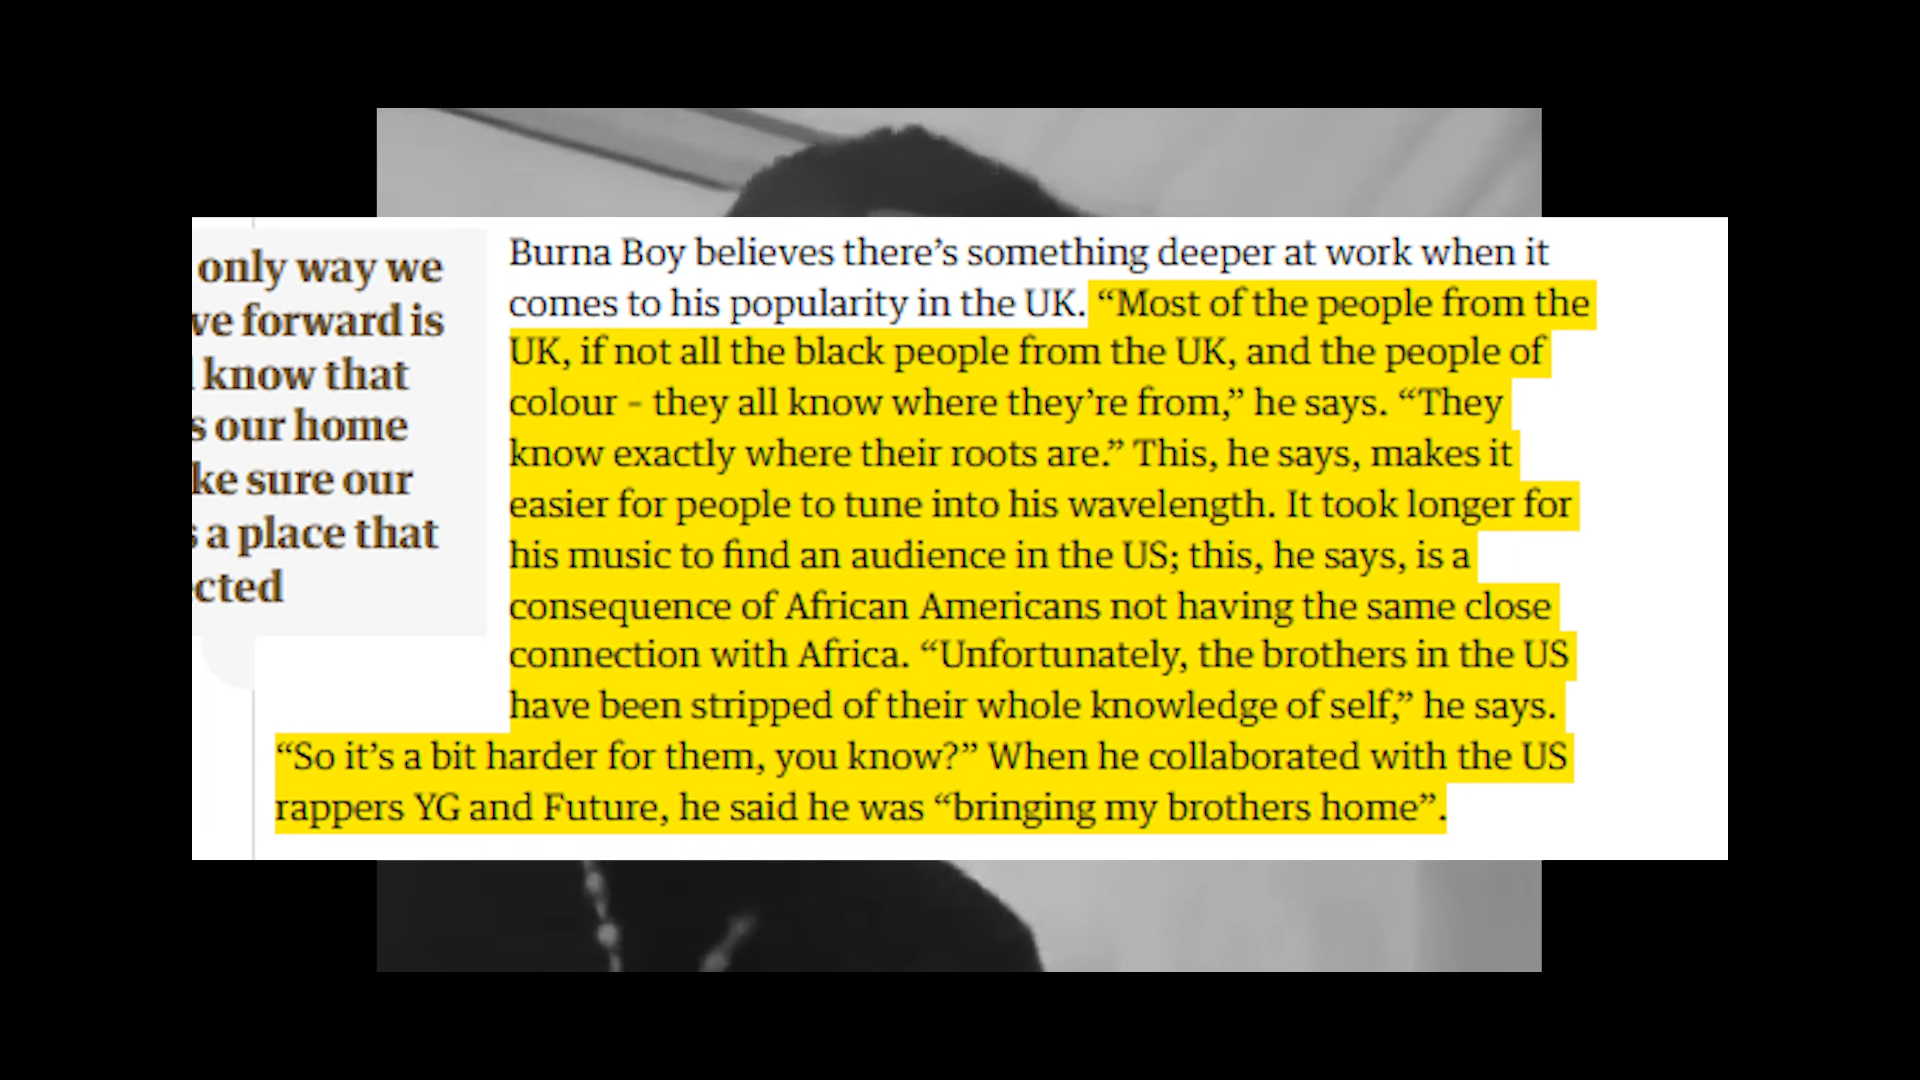 only way we
forward is
know that
our home
sure our
a place that
Burna Boy believes there’s something deeper at work when it
comes to his popularity in the UK. “Most of the people from the
UK, if not all the black people from the UK, and the people of
colour - they all know where they’re from,” he says. “They
know exactly where their roots are.” This, he says, makes it
easier for people to tune into his wavelength. It took longer for
his music to find an audience in the US; this, he says, is a
consequence of African Americans not having the same close
connection with Africa. “Unfortunately, the brothers in the US
have been stripped of their whole knowledge of self,” he says.
“So it’s a bit harder for them, you know?” When he collaborated with the US
rappers YG and Future, he said he was “bringing my brothers home”.